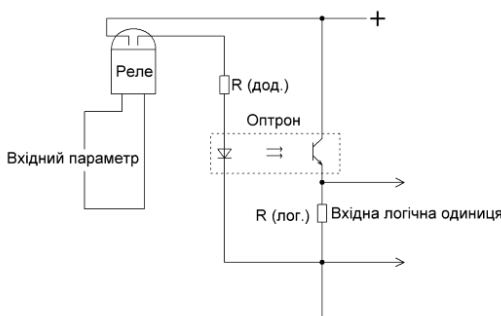 +
Реле
R (дод.)
Оптрон
Вхідний параметр
R (лог.)
Вхідна логічна одиниця